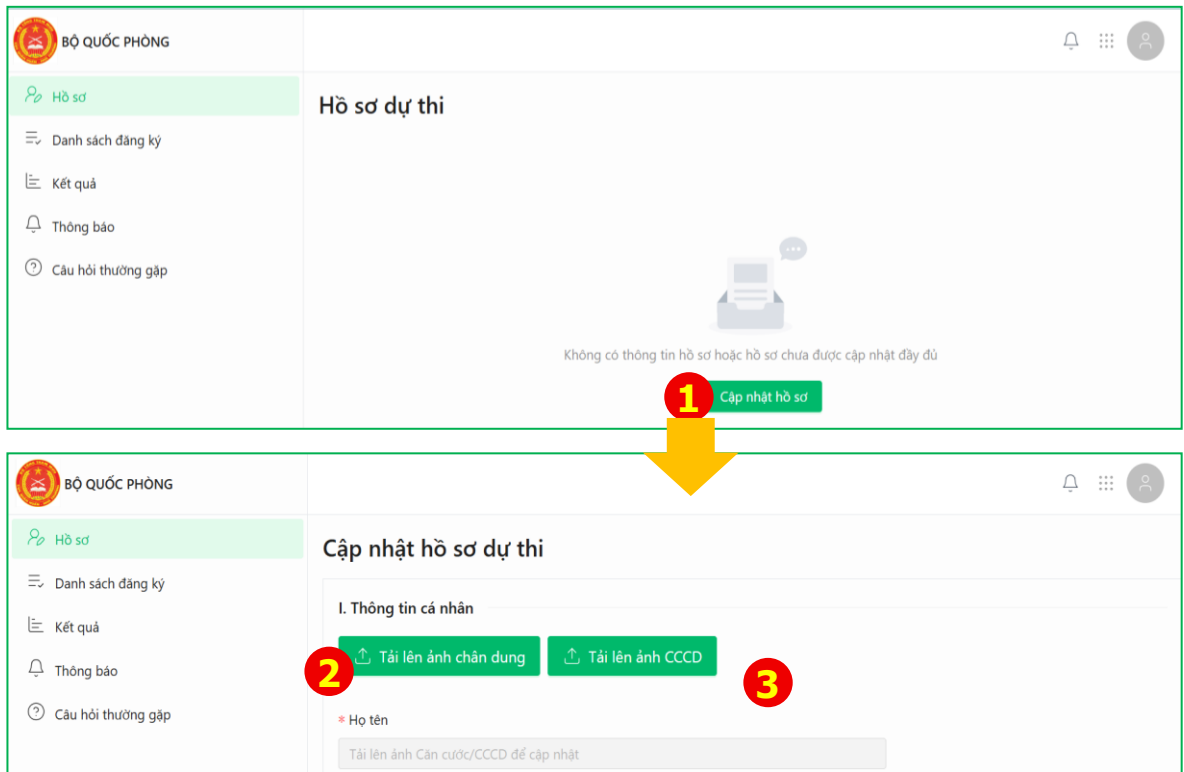 BỘ QUỐC PHÒNG
Hồ sơ
Danh sách đăng ký
Kết quả
Thông báo
Câu hỏi thường gặp
Hồ sơ dự thi
Không có thông tin hồ sơ hoặc hồ sơ chưa được cập nhật đầy đủ
1
Cập nhật hồ sơ
BỘ QUỐC PHÒNG
Hồ sơ
Danh sách đăng ký
Kết quả
Thông báo
Câu hỏi thường gặp
Cập nhật hồ sơ dự thi
I. Thông tin cá nhân
2 Tải lên ảnh chân dung Tải lên ảnh CCCD 3
* Họ tên
Tải lên ảnh Căn cước/CCCD để cập nhật